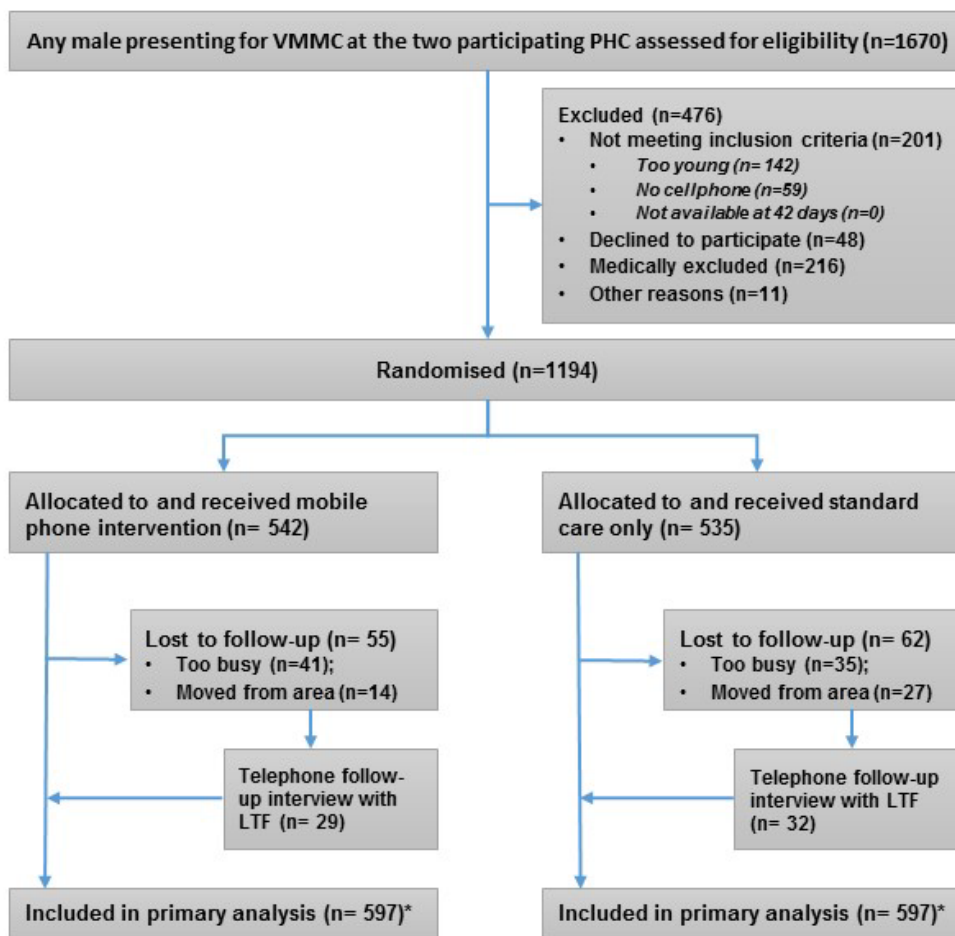 Any male presenting for VMMC at the two participating PHC assessed for eligibility (n=1670)
Excluded (n=476)
• Not meeting inclusion criteria (n=201)
• Too young (n= 142)
• No cellphone (n=59)
• Not available at 42 days (n=0)
• Declined to participate (n=48)
• Medically excluded (n=216)
• Other reasons (n=11)
Randomised (n=1194)
Allocated to and received mobile
phone intervention (n= 542)
Allocated to and received standard
care only (n= 535)
Lost to follow-up (n= 55)
• Too busy (n=41);
• Moved from area (n=14)
Lost to follow-up (n= 62)
• Too busy (n=35);
• Moved from area (n=27)
Telephone follow-
up interview with
LTF (n= 29)
Telephone follow-up
interview with LTF
(n= 32)
Included in primary analysis (n= 597)*
Included in primary analysis (n= 597)*